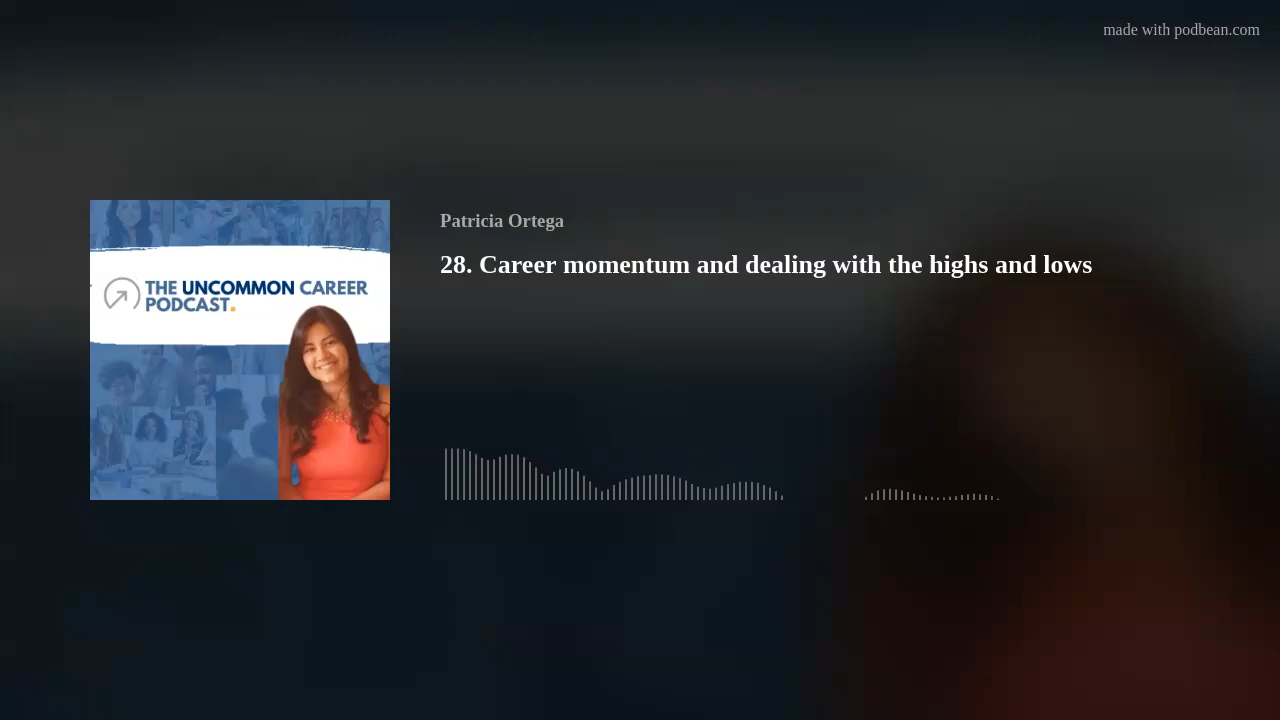 made with podbean.com
Patricia Ortega
28. Career momentum and dealing with the highs and lows
THE UNCOMMON CAREER
PODCAST.